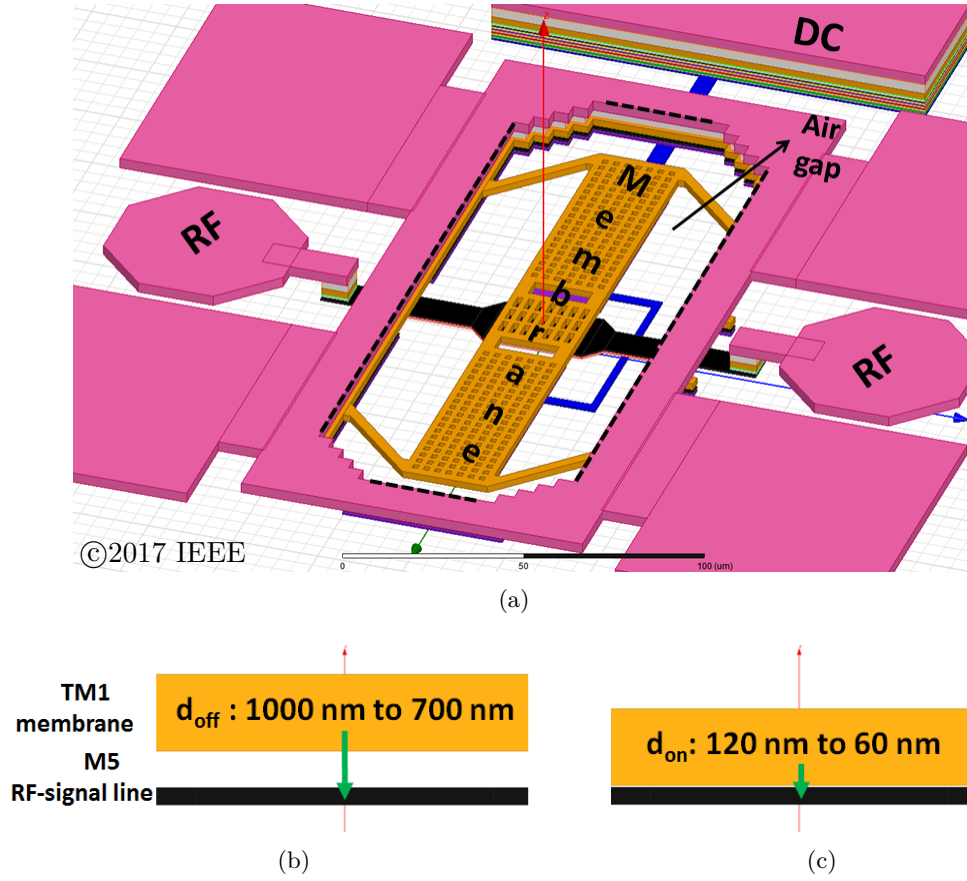 DC
Air
gap
RF
Membrane
RF
©2017 IEEE
0 50 100 (um)
(a)
TM1
membrane
M5
RF-signal line
d_off : 1000 nm to 700 nm
d_on: 120 nm to 60 nm
(b)
(c)